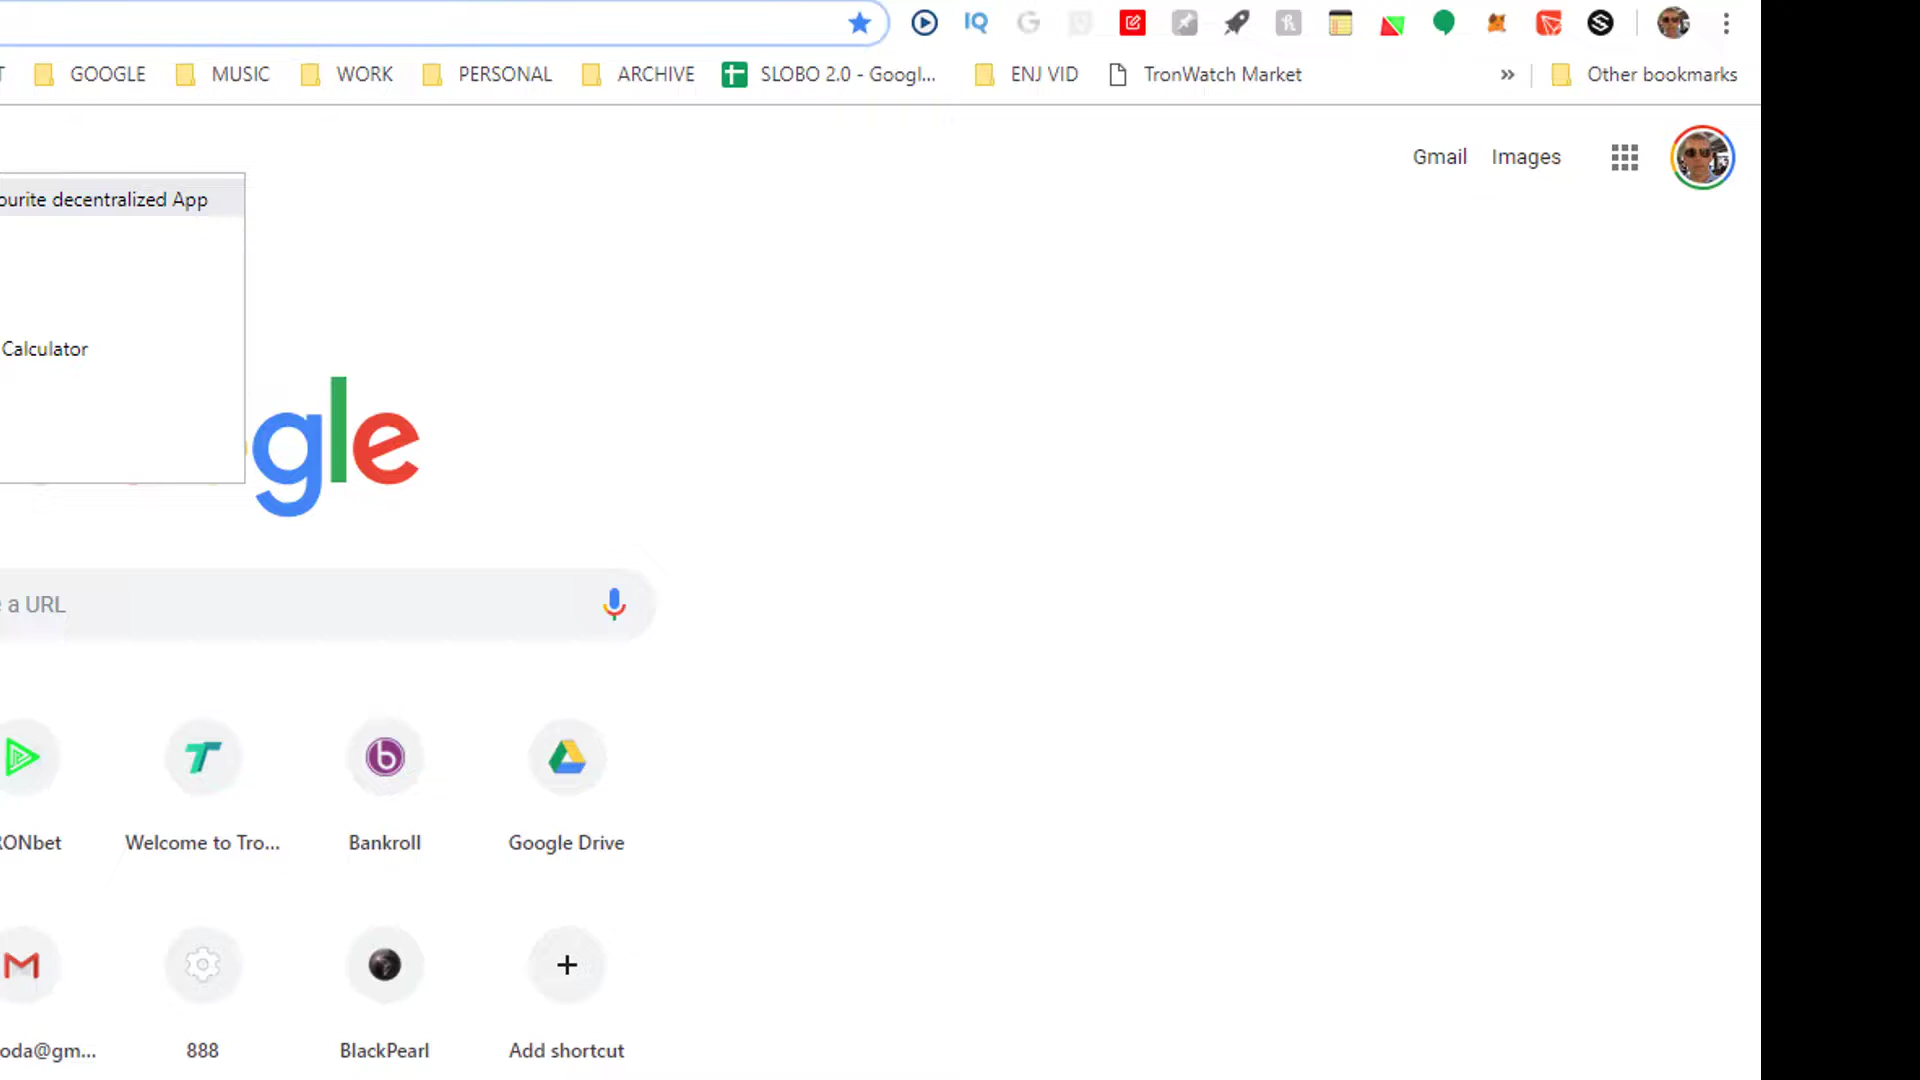 IQ
GOOGLE MUSIC WORK PERSONAL ARCHIVE SLOBO 2.0 - Googl... ENJ VID TronWatch Market » Other bookmarks
Gmail Images
ourite decentralized App
Calculator
gle
a URL
ONbet Welcome to Tro... Bankroll Google Drive
oda@gm... 888 BlackPearl Add shortcut